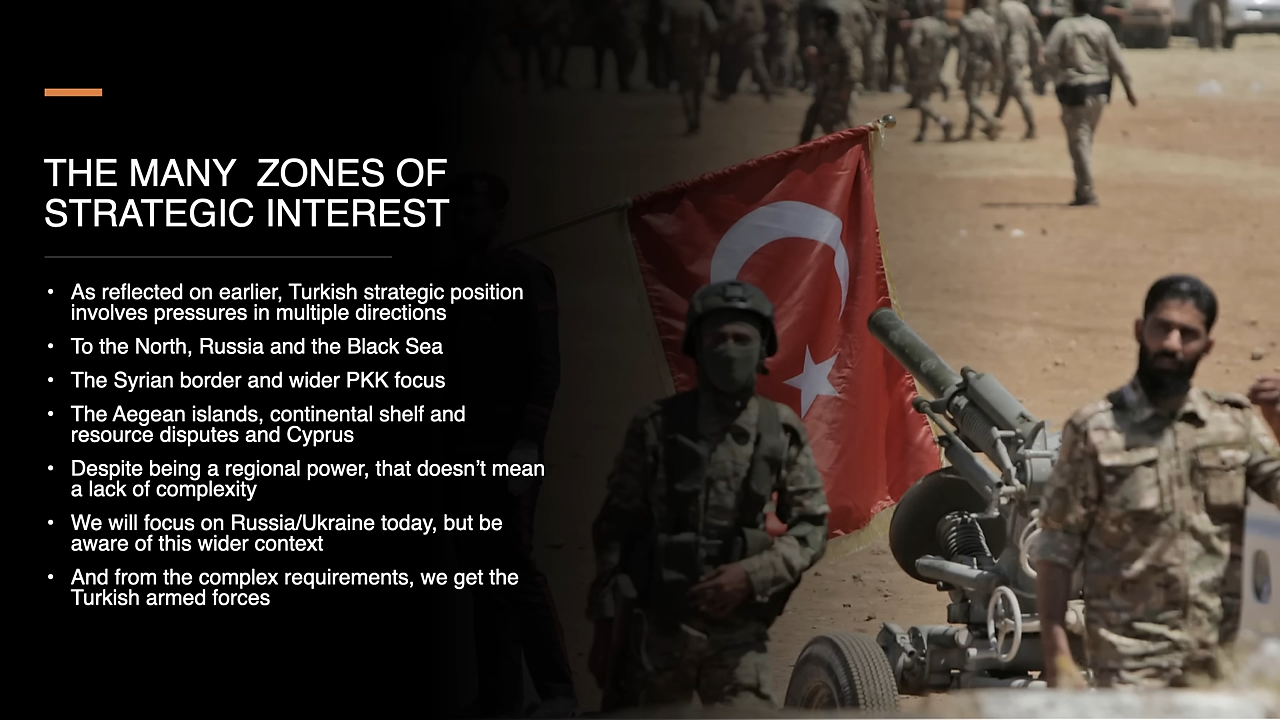 THE MANY  ZONES OF
STRATEGIC INTEREST
• As reflected on earlier, Turkish strategic position
involves pressures in multiple directions
• To the North, Russia and the Black Sea
• The Syrian border and wider PKK focus
• The Aegean islands, continental shelf and
resource disputes and Cyprus
• Despite being a regional power, that doesn’t mean
a lack of complexity
• We will focus on Russia/Ukraine today, but be
aware of this wider context
• And from the complex requirements, we get the
Turkish armed forces